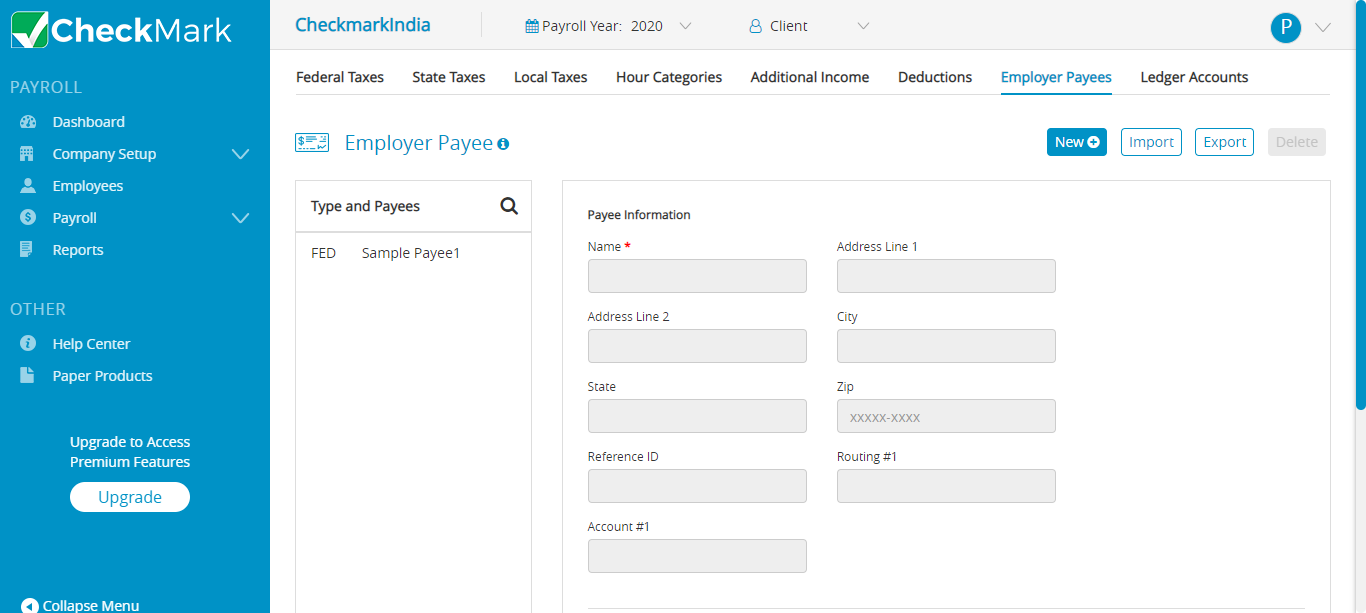 CheckMark
PAYROLL
Dashboard
Company Setup
Employees
Payroll
Reports
OTHER
Help Center
Paper Products
Upgrade to Access
Premium Features
Upgrade
Collapse Menu
CheckmarkIndia
Payroll Year: 2020
Client
P
Federal Taxes State Taxes Local Taxes Hour Categories Additional Income Deductions Employer Payees Ledger Accounts
Employer Payee
New
Import
Export
Delete
Type and Payees
FED Sample Payee1
Payee Information
Name * Address Line 1
Address Line 2 City
State Zip
xxxxx-xxxx
Reference ID Routing #1
Account #1